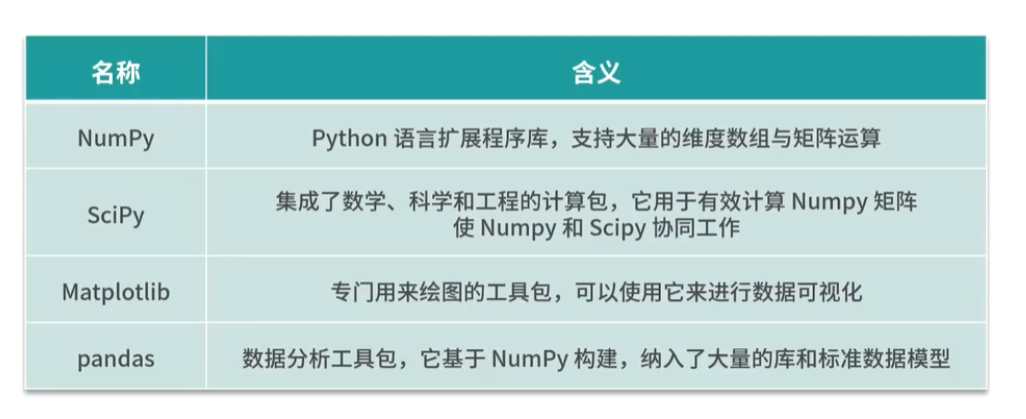 名称
含义
NumPy
Python 语言扩展程序库，支持大量的维度数组与矩阵运算
SciPy
集成了数学、科学和工程的计算包，它用于有效计算 Numpy 矩阵
使 Numpy 和 Scipy 协同工作
Matplotlib
专门用来绘图的工具包，可以使用它来进行数据可视化
pandas
数据分析工具包，它基于 NumPy 构建，纳入了大量的库和标准数据模型